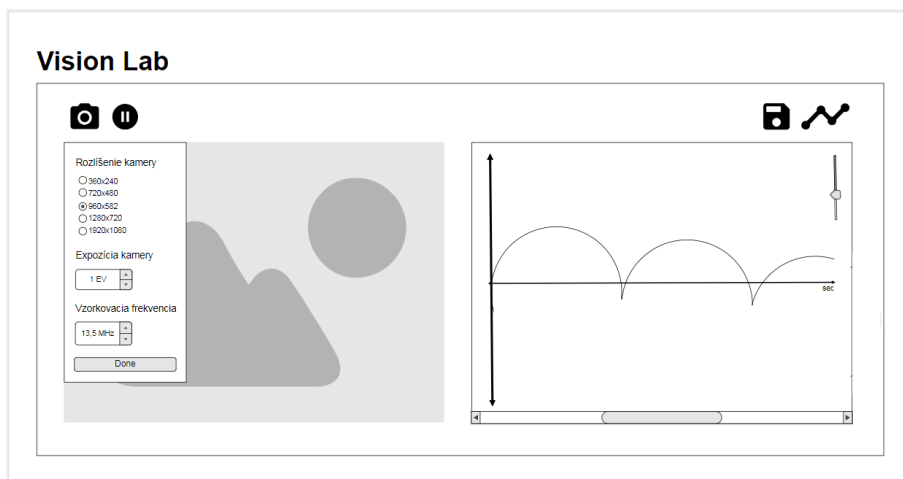 Vision Lab
Rozlíšenie kamery
360x240
720x480
960x582
1280x720
1920x1080
Expozícia kamery
1 EV
Vzorkovacia frekvencia
13,5 MHz
Done
sec